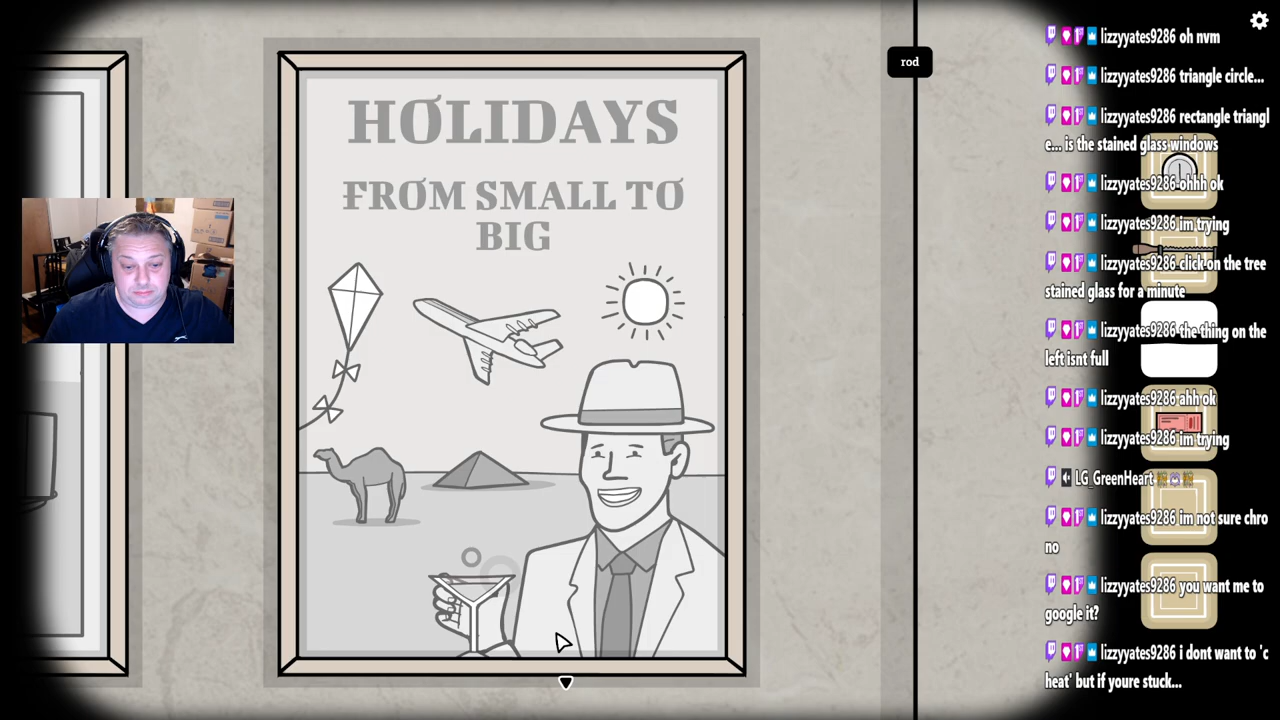 HOLIDAYS
FROM SMALL TO
BIG
rod
lizzyyates9286 oh nvm
lizzyyates9286 triangle circle...
lizzyyates9286 rectangle triangl
e... is the stained glass windows
lizzyyates9286 ohhh ok
lizzyyates9286 im trying
lizzyyates9286 click on the tree
stained glass for a minute
lizzyyates9286 the thing on the
left isnt full
lizzyyates9286 ahh ok
lizzyyates9286 im trying
LG_GreenHeart
lizzyyates9286 im not sure chro
no
lizzyyates9286 you want me to
google it?
lizzyyates9286 i dont want to 'c
heat' but if youre stuck...